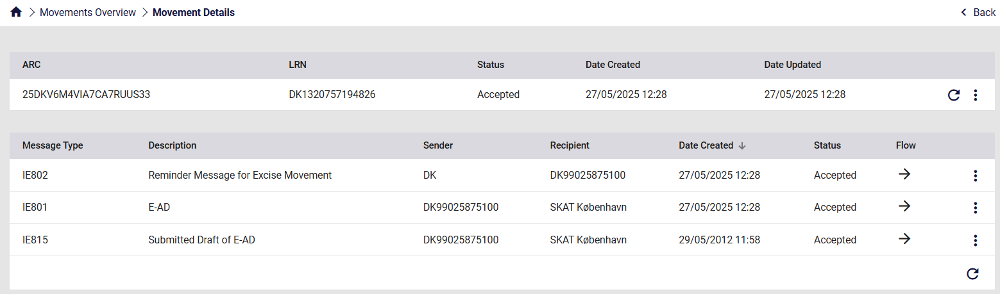 Movements Overview Movement Details Back
ARC LRN Status Date Created Date Updated
25DKV6M4VIA7CA7RUUS33 DK1320757194826 Accepted 27/05/2025 12:28 27/05/2025 12:28
Message Type Description Sender Recipient Date Created Status Flow
IE802 Reminder Message for Excise Movement DK DK99025875100 27/05/2025 12:28 Accepted
IE801 E-AD DK99025875100 SKAT København 27/05/2025 12:28 Accepted
IE815 Submitted Draft of E-AD DK99025875100 SKAT København 29/05/2012 11:58 Accepted